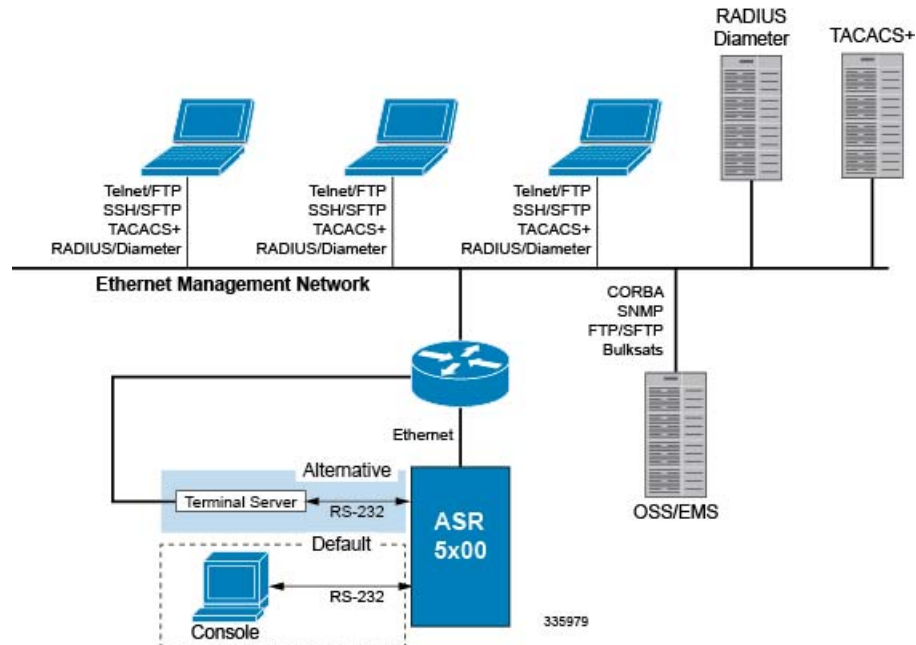 RADIUS
Diameter
TACACS+
Telnet/FTP
SSH/SFTP
TACACS+
RADIUS/Diameter
Telnet/FTP
SSH/SFTP
TACACS+
RADIUS/Diameter
Telnet/FTP
SSH/SFTP
TACACS+
RADIUS/Diameter
Ethernet Management Network
CORBA
SNMP
FTP/SFTP
Bulksats
Ethernet
Alternative
Terminal Server
RS-232
ASR
5x00
OSS/EMS
Default
RS-232
Console
335979